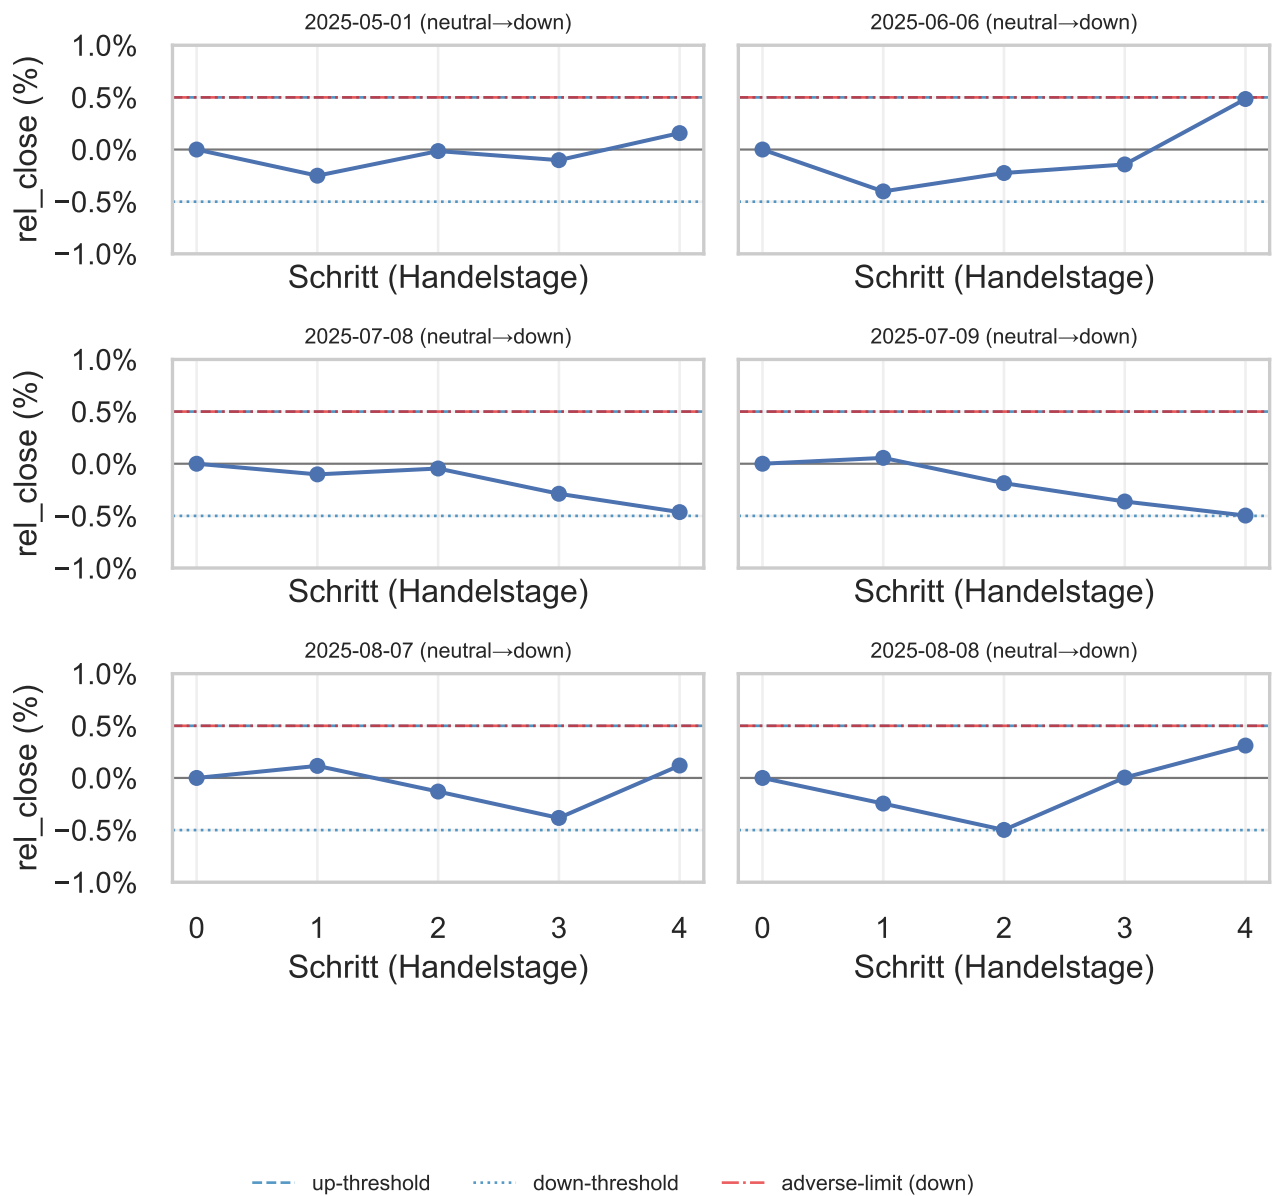 2025-05-01 (neutral→down)
2025-06-06 (neutral→down)
1.0%
0.5%
0.0%
−0.5%
−1.0%
rel_close (%)
Schritt (Handelstage)
Schritt (Handelstage)
2025-07-08 (neutral→down)
2025-07-09 (neutral→down)
1.0%
0.5%
0.0%
−0.5%
−1.0%
rel_close (%)
Schritt (Handelstage)
Schritt (Handelstage)
2025-08-07 (neutral→down)
2025-08-08 (neutral→down)
1.0%
0.5%
0.0%
−0.5%
−1.0%
rel_close (%)
0 1 2 3 4
0 1 2 3 4
Schritt (Handelstage)
Schritt (Handelstage)
up-threshold
down-threshold
adverse-limit (down)